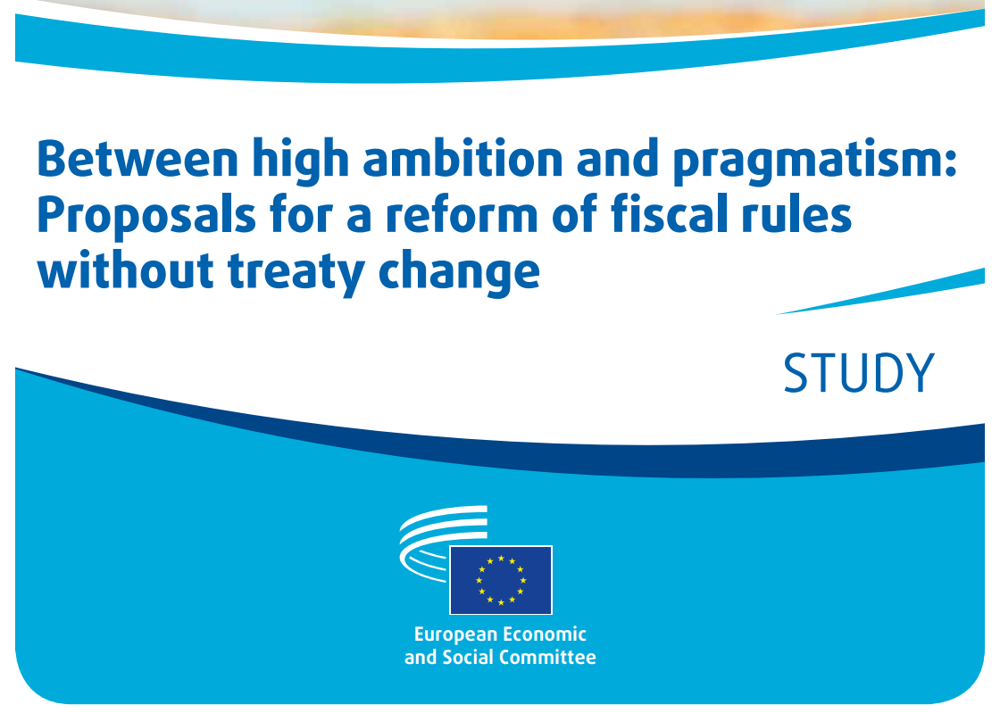 Between high ambition and pragmatism:
Proposals for a reform of fiscal rules
without treaty change
STUDY
European Economic
and Social Committee